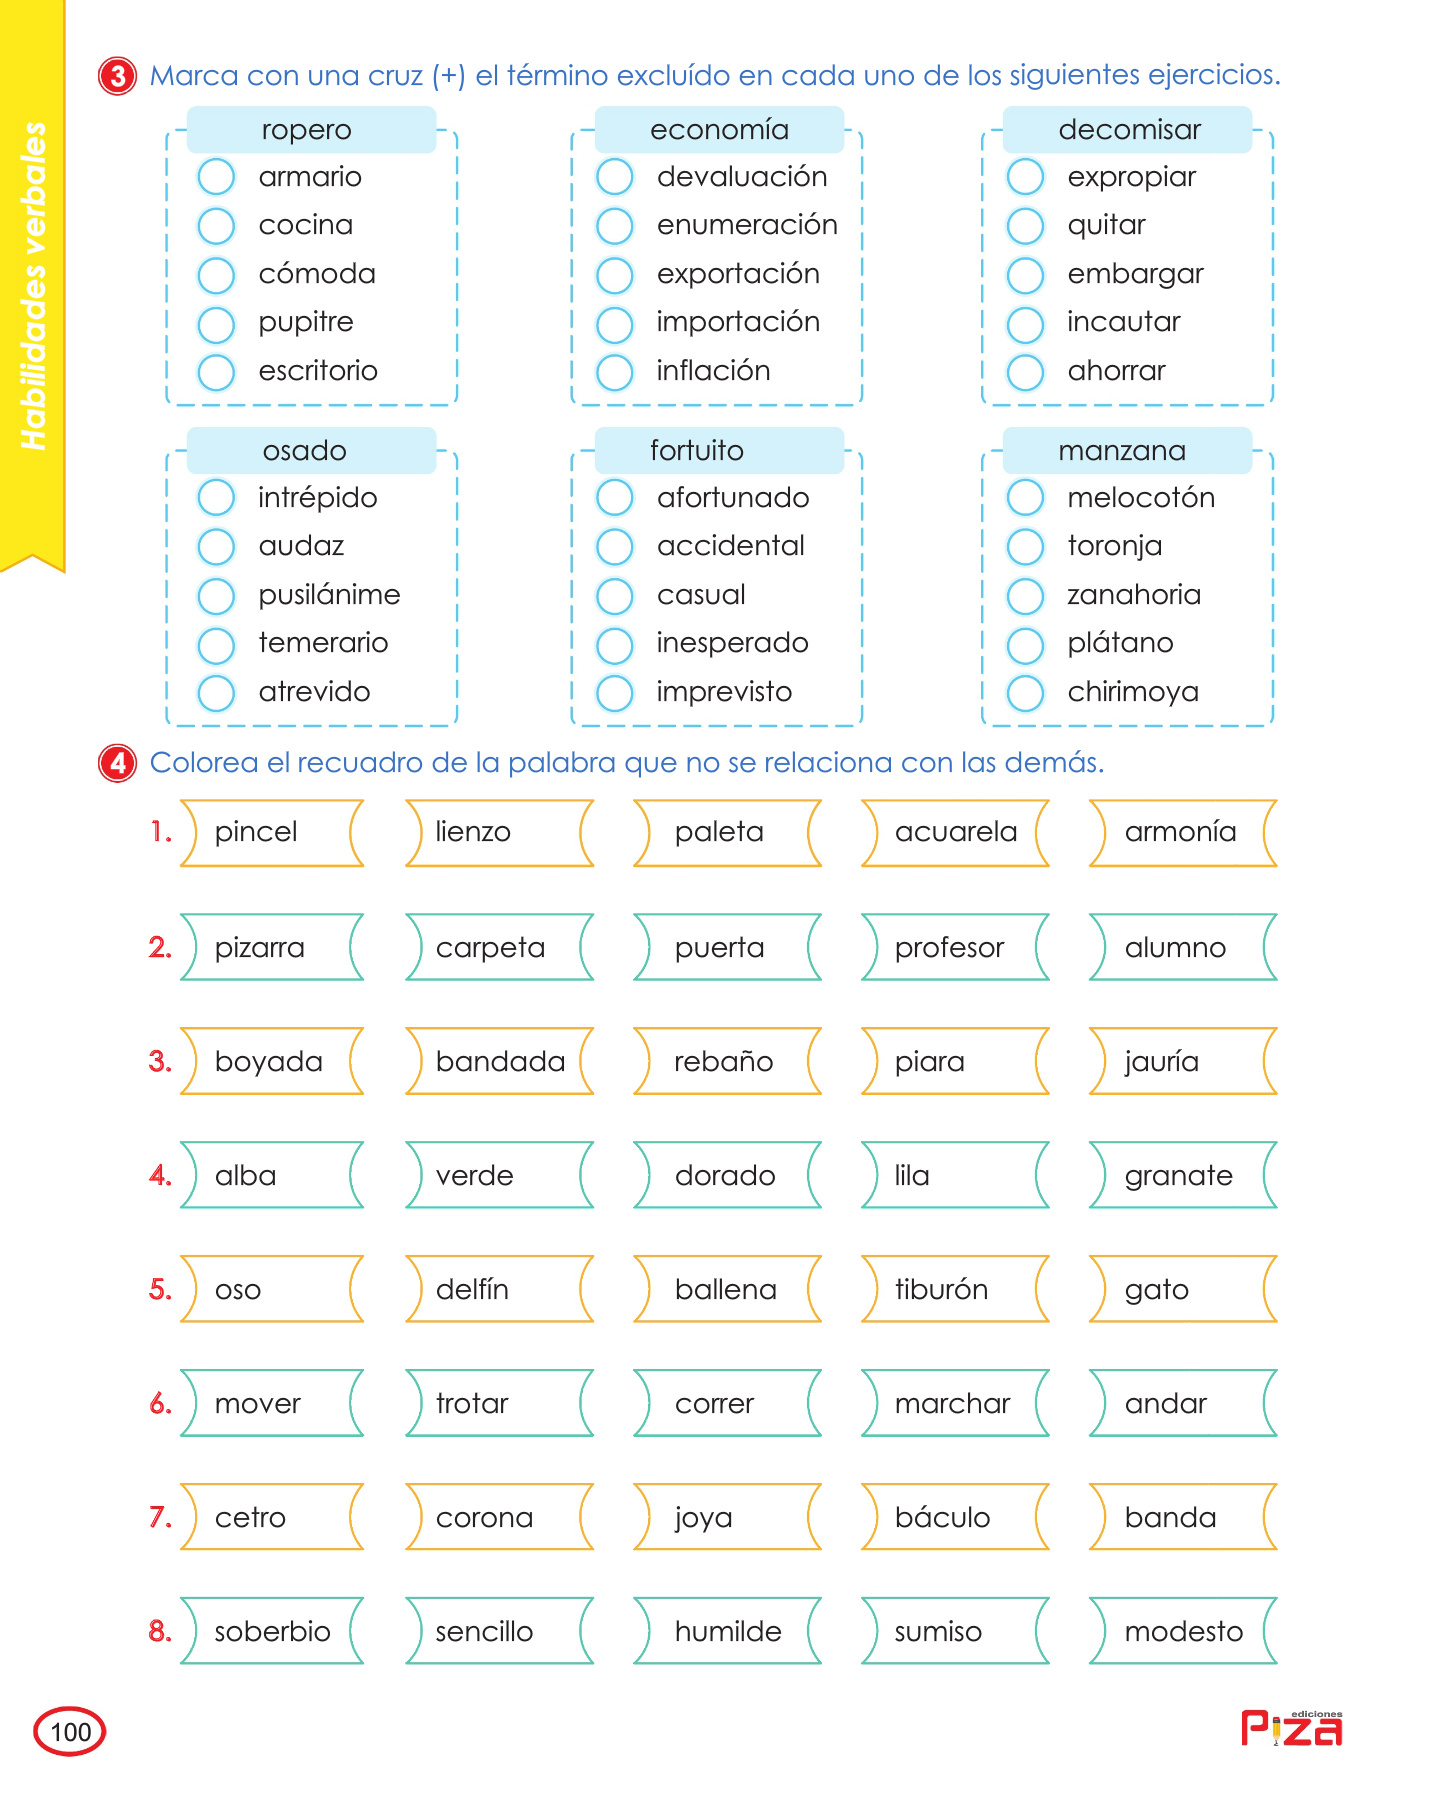 Habilidades verbales
3 Marca con una cruz (+) el término excluído en cada uno de los siguientes ejercicios.
ropero
armario
cocina
cómoda
pupitre
escritorio
economía
devaluación
enumeración
exportación
importación
inflación
decomisar
expropiar
quitar
embargar
incautar
ahorrar
osado
intrépido
audaz
pusilánime
temerario
atrevido
fortuito
afortunado
accidental
casual
inesperado
imprevisto
manzana
melocotón
toronja
zanahoria
plátano
chirimoya
4 Colorea el recuadro de la palabra que no se relaciona con las demás.
1. pincel lienzo paleta acuarela armonía
2. pizarra carpeta puerta profesor alumno
3. boyada bandada rebaño piara jauría
4. alba verde dorado lila granate
5. oso delfín ballena tiburón gato
6. mover trotar correr marchar andar
7. cetro corona joya báculo banda
8. soberbio sencillo humilde sumiso modesto
100
ediciones
Piza